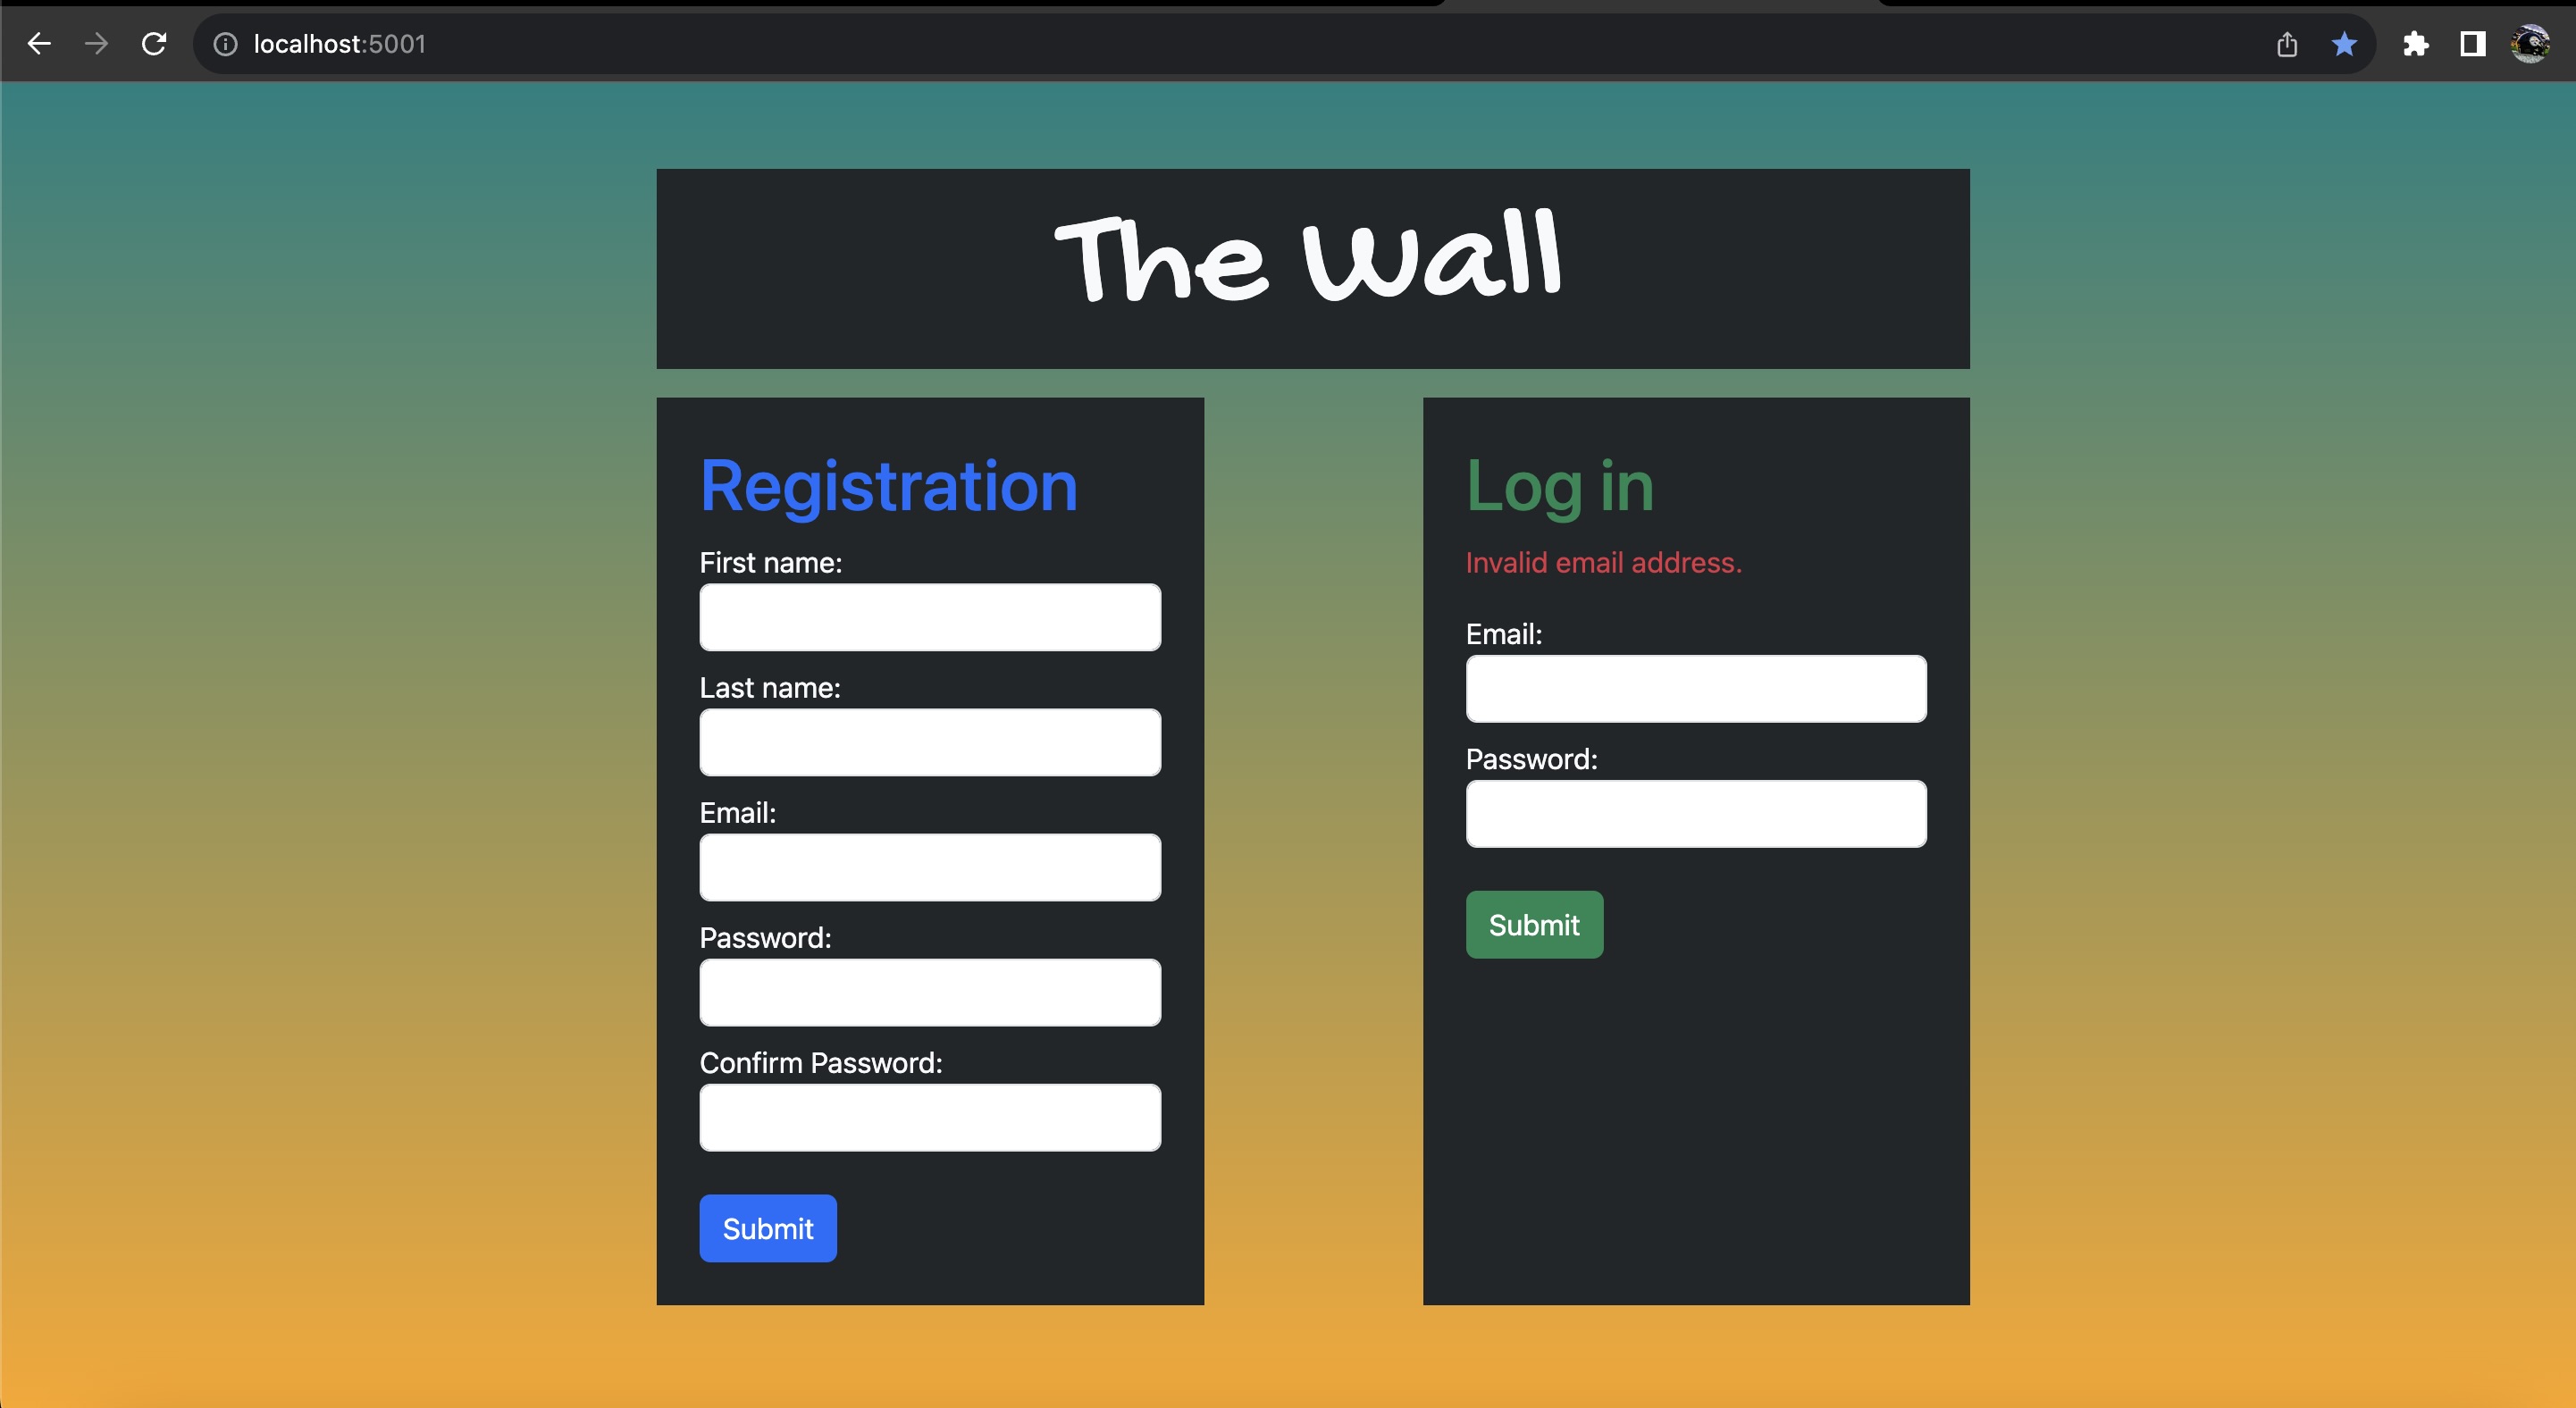 localhost:5001
The Wall
Registration
First name:
Last name:
Email:
Password:
Confirm Password:
Submit
Log in
Invalid email address.
Email:
Password:
Submit